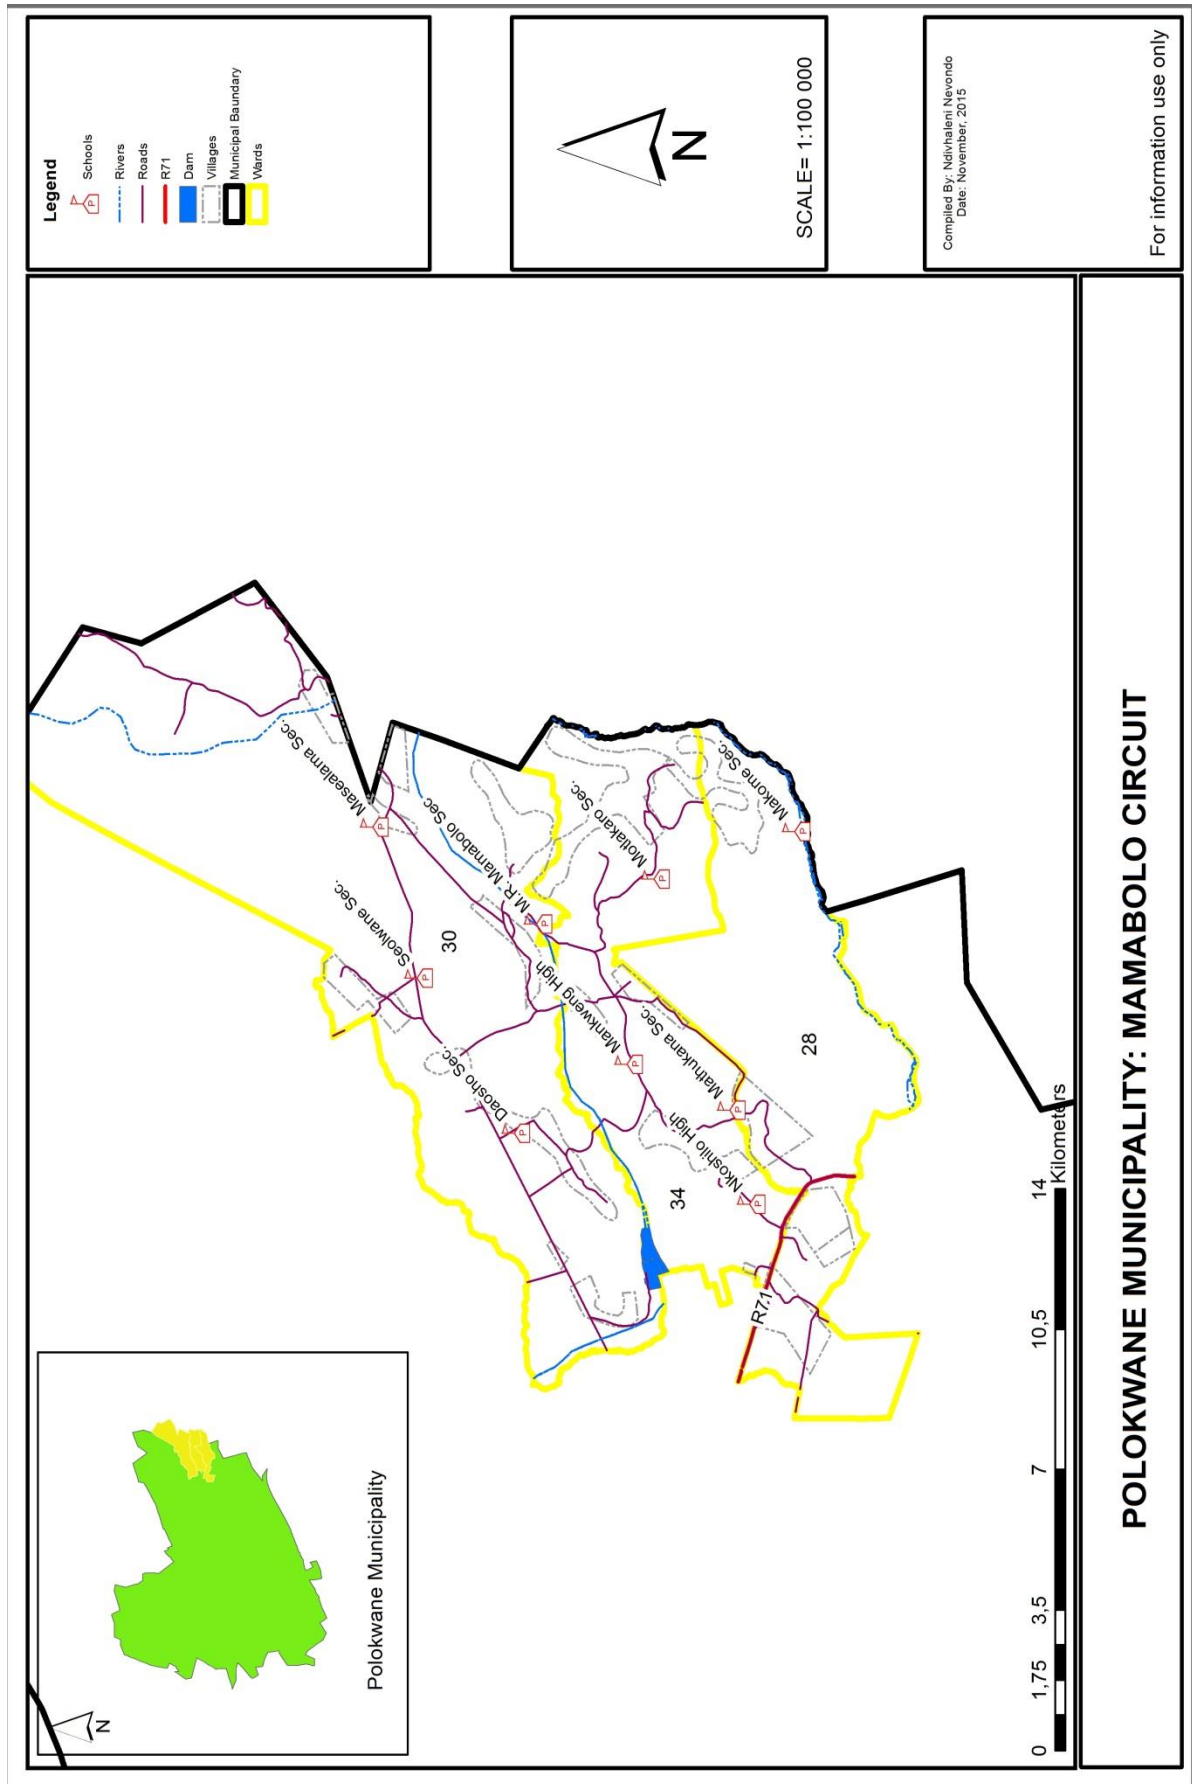 Legend
Schools
Rivers
Roads
R71
Dam
Villages
Municipal Baundary
Wards
N
SCALE= 1:100 000
Compiled By: Ndivhaleni Nevondo
Date: November, 2015
For information use only
N
Polokwane Municipality
Masealama Sec.
Seolwane Sec.
30
M.R. Mamabolo Sec
Daosho Sec.
Motlakaro Sec.
Mankweng High
Makome Sec.
Mathukana Sec.
34
Nkoshilo High
28
R71
0 1,75 3,5 7 10,5 14
Kilometers
POLOKWANE MUNICIPALITY: MAMABOLO CIRCUIT
P
P
P
P
P
P
P
P
P
P